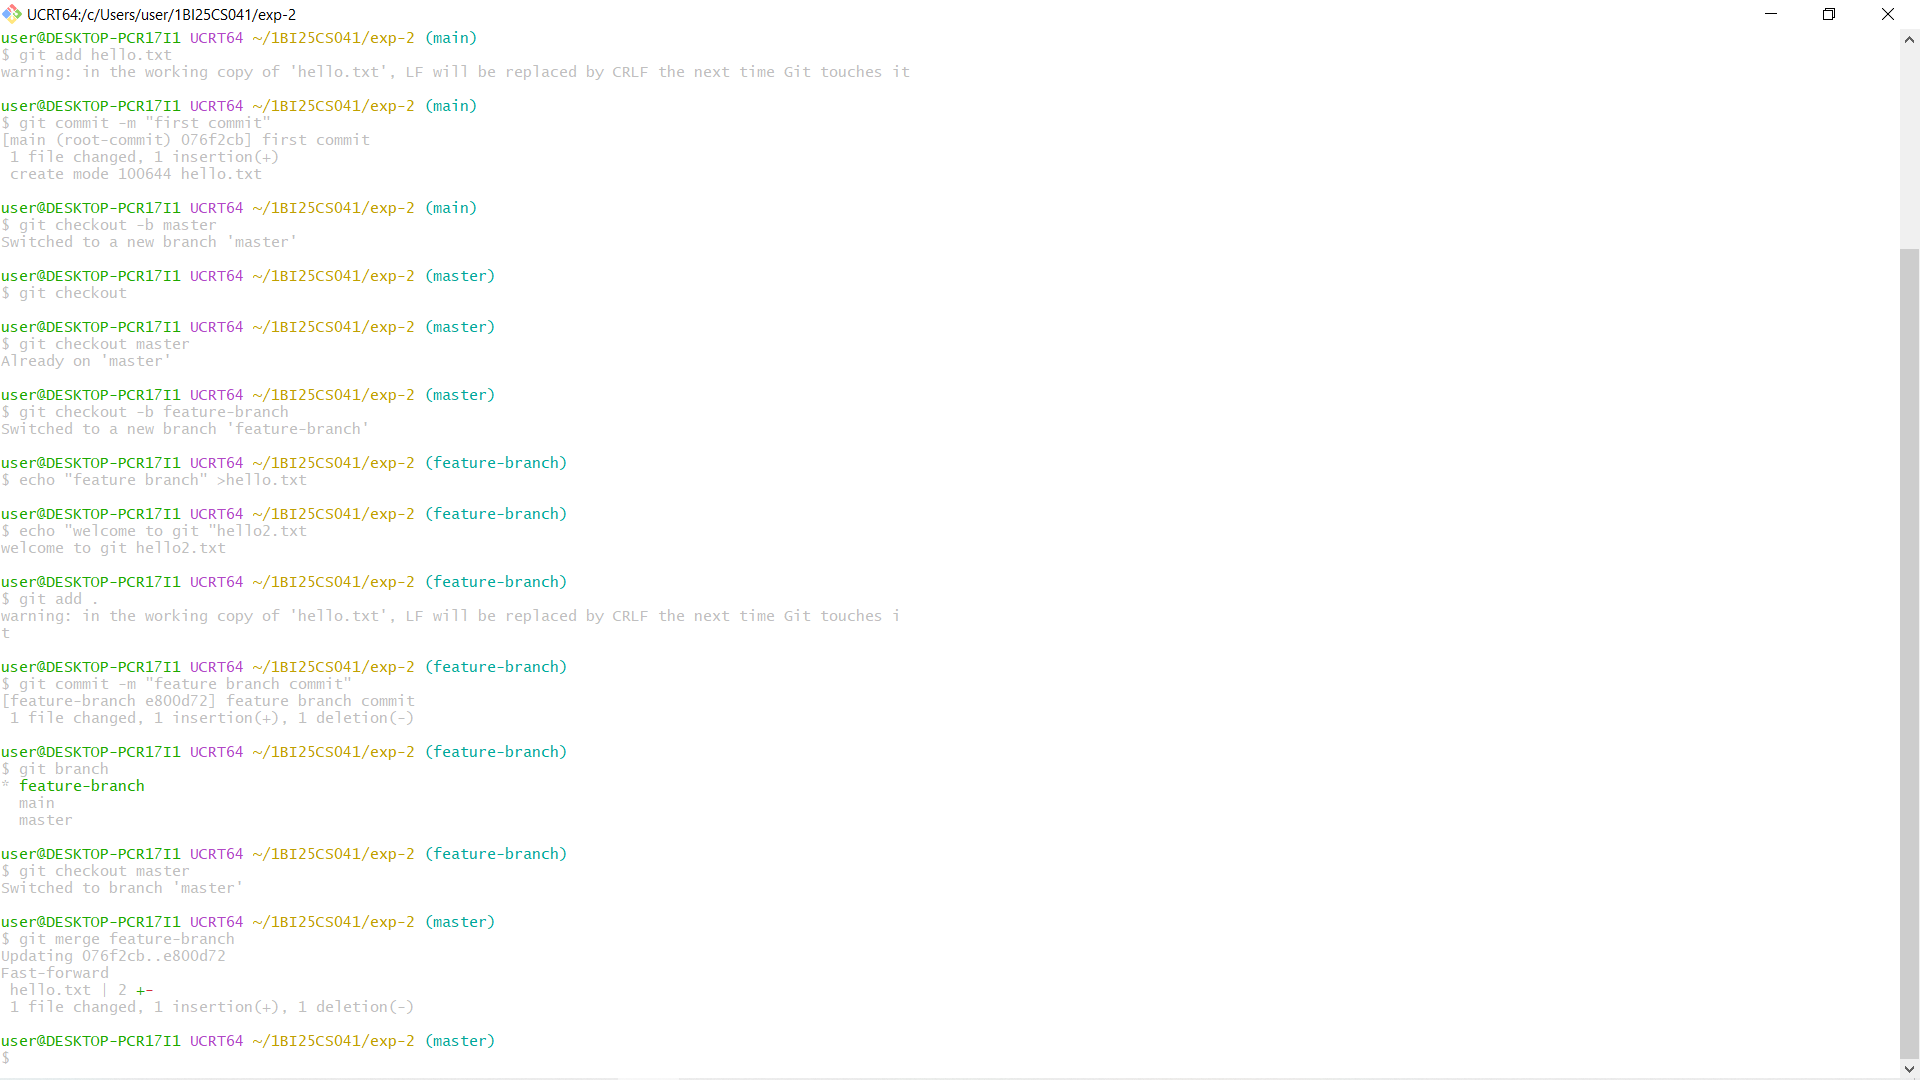 UCRT64:/c/Users/user/1BI25CS041/exp-2
user@DESKTOP-PCR17I1 UCRT64 ~/1BI25CS041/exp-2 (main)
$ git add hello.txt
warning: in the working copy of 'hello.txt', LF will be replaced by CRLF the next time Git touches it
user@DESKTOP-PCR17I1 UCRT64 ~/1BI25CS041/exp-2 (main)
$ git commit -m "first commit"
[main (root-commit) 076f2cb] first commit
 1 file changed, 1 insertion(+)
 create mode 100644 hello.txt
user@DESKTOP-PCR17I1 UCRT64 ~/1BI25CS041/exp-2 (main)
$ git checkout -b master
Switched to a new branch 'master'
user@DESKTOP-PCR17I1 UCRT64 ~/1BI25CS041/exp-2 (master)
$ git checkout
user@DESKTOP-PCR17I1 UCRT64 ~/1BI25CS041/exp-2 (master)
$ git checkout master
Already on 'master'
user@DESKTOP-PCR17I1 UCRT64 ~/1BI25CS041/exp-2 (master)
$ git checkout -b feature-branch
Switched to a new branch 'feature-branch'
user@DESKTOP-PCR17I1 UCRT64 ~/1BI25CS041/exp-2 (feature-branch)
$ echo "feature branch" >hello.txt
user@DESKTOP-PCR17I1 UCRT64 ~/1BI25CS041/exp-2 (feature-branch)
$ echo "welcome to git "hello2.txt
welcome to git hello2.txt
user@DESKTOP-PCR17I1 UCRT64 ~/1BI25CS041/exp-2 (feature-branch)
$ git add .
warning: in the working copy of 'hello.txt', LF will be replaced by CRLF the next time Git touches i
t
user@DESKTOP-PCR17I1 UCRT64 ~/1BI25CS041/exp-2 (feature-branch)
$ git commit -m "feature branch commit"
[feature-branch e800d72] feature branch commit
 1 file changed, 1 insertion(+), 1 deletion(-)
user@DESKTOP-PCR17I1 UCRT64 ~/1BI25CS041/exp-2 (feature-branch)
$ git branch
* feature-branch
  main
  master
user@DESKTOP-PCR17I1 UCRT64 ~/1BI25CS041/exp-2 (feature-branch)
$ git checkout master
Switched to branch 'master'
user@DESKTOP-PCR17I1 UCRT64 ~/1BI25CS041/exp-2 (master)
$ git merge feature-branch
Updating 076f2cb..e800d72
Fast-forward
 hello.txt | 2 +-
 1 file changed, 1 insertion(+), 1 deletion(-)
user@DESKTOP-PCR17I1 UCRT64 ~/1BI25CS041/exp-2 (master)
$